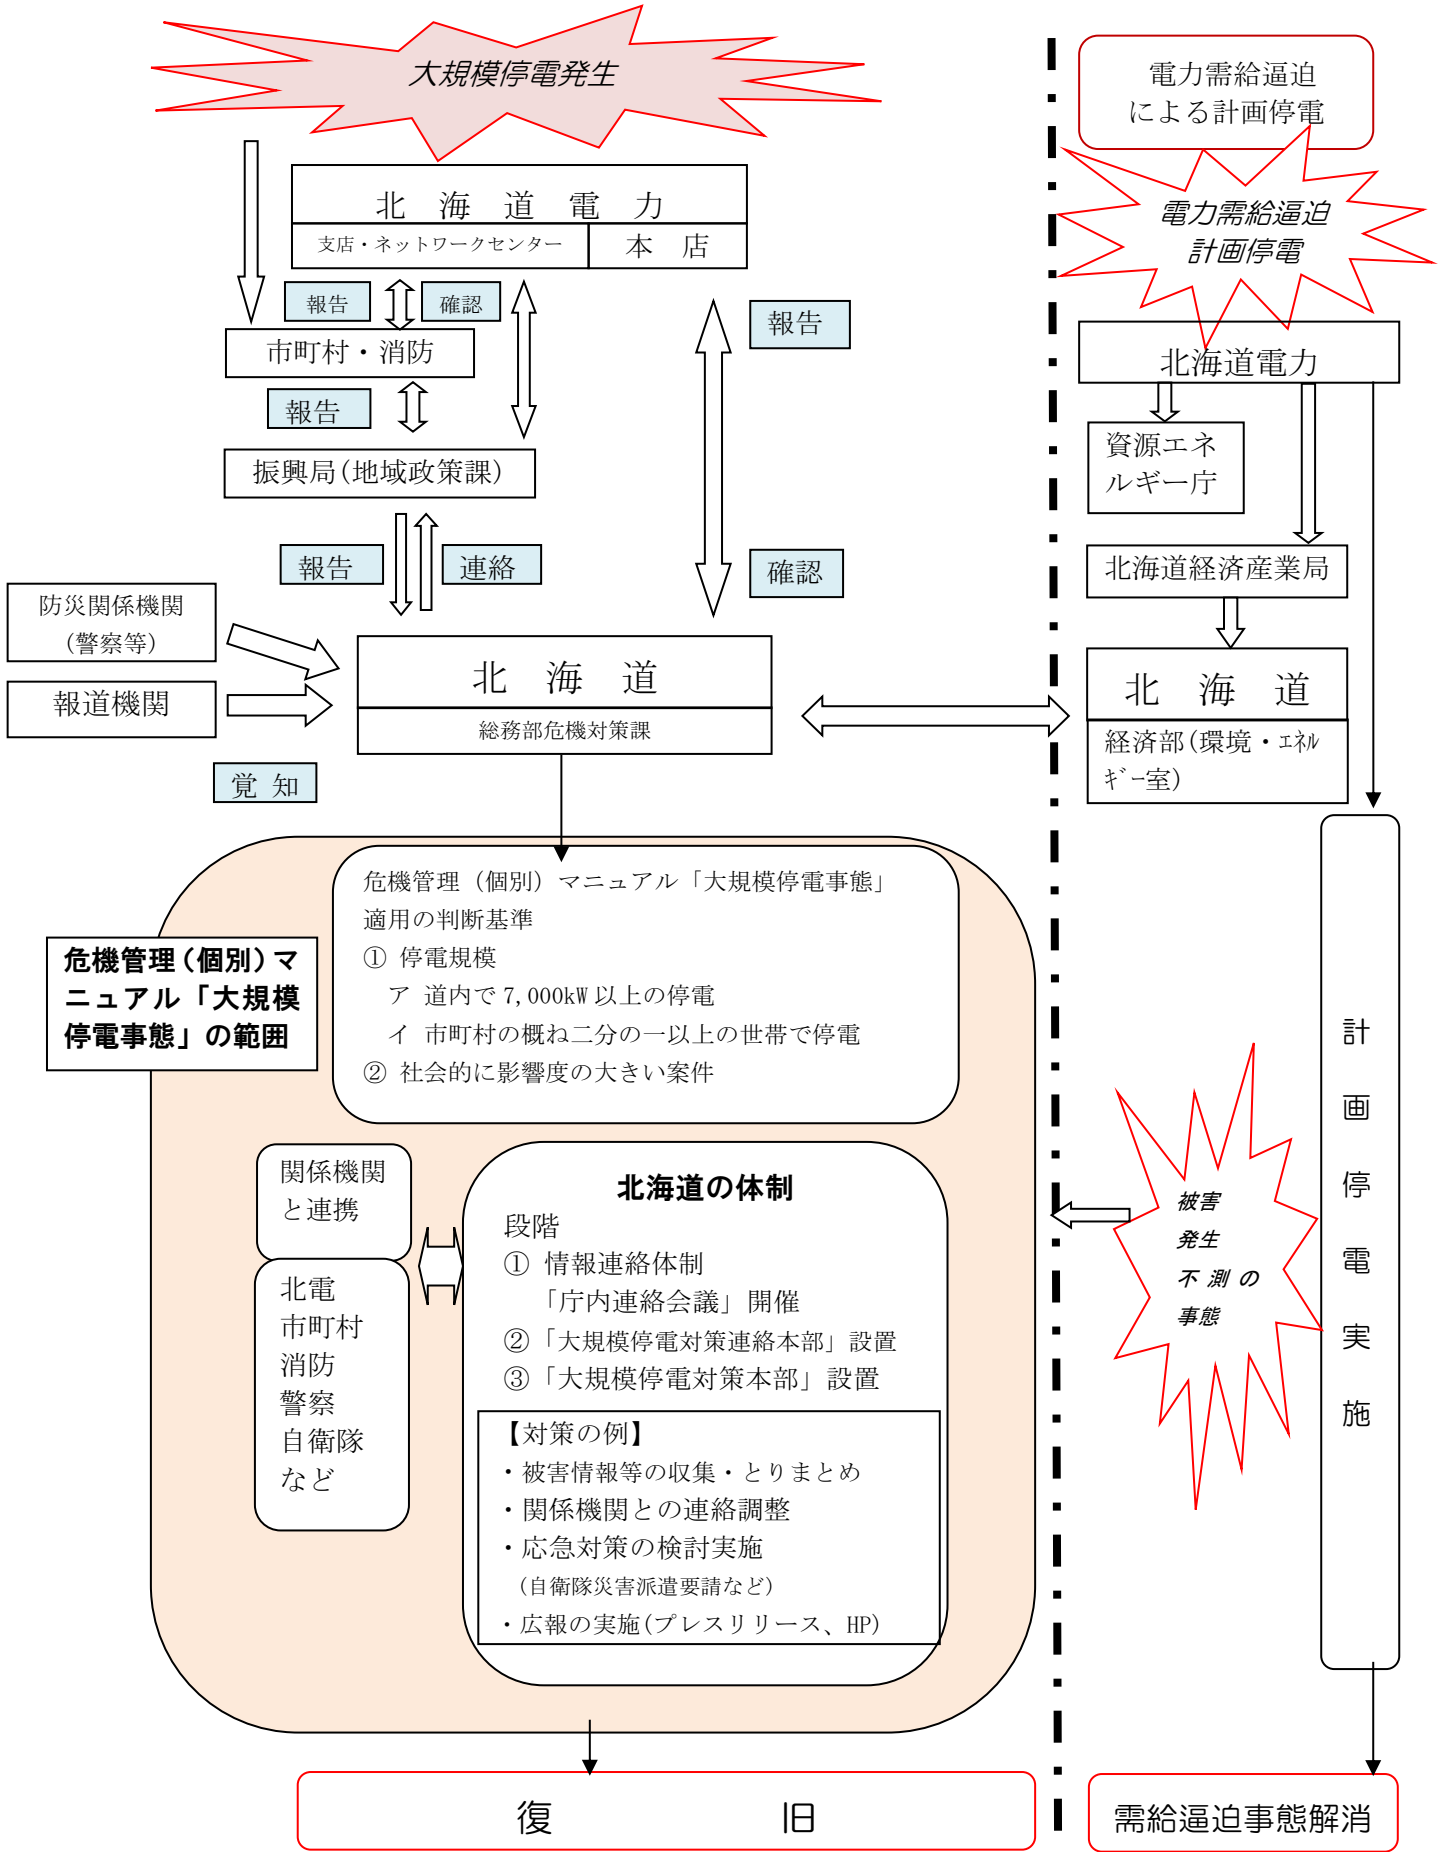 大規模停電発生
北　海　道　電　力
支店・ネットワークセンター
本　店
報告
確認
市町村・消防
報告
振興局(地域政策課)
報告
連絡
報告
確認
防災関係機関
(警察等)
報道機関
北　海　道
総務部危機対策課
覚 知
危機管理（個別）マニュアル「大規模停電事態」
適用の判断基準
① 停電規模
ア 道内で 7,000kW 以上の停電
イ 市町村の概ね二分の一以上の世帯で停電
② 社会的に影響度の大きい案件
危機管理（個別）マ
ニュアル「大規模
停電事態」の範囲
関係機関
と連携
北電
市町村
消防
警察
自衛隊
など
北海道の体制
段階
① 情報連絡体制
「庁内連絡会議」開催
②「大規模停電対策連絡本部」設置
③「大規模停電対策本部」設置
【対策の例】
・被害情報等の収集・とりまとめ
・関係機関との連絡調整
・応急対策の検討実施
（自衛隊災害派遣要請など）
・広報の実施(プレスリリース、HP)
復　旧
電力需給逼迫
による計画停電
電力需給逼迫
計画停電
北海道電力
資源エネ
ルギー庁
北海道経済産業局
北　海　道
経済部(環境・ｴﾈﾙ
ｷﾞｰ室)
計画停電実施
被害
発生
不 測 の
事態
需給逼迫事態解消